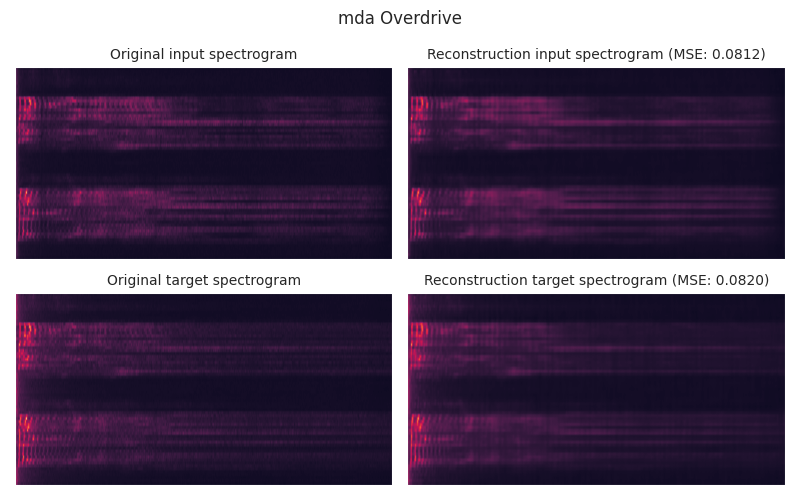 mda Overdrive
Original input spectrogram
Reconstruction input spectrogram (MSE: 0.0812)
Original target spectrogram
Reconstruction target spectrogram (MSE: 0.0820)